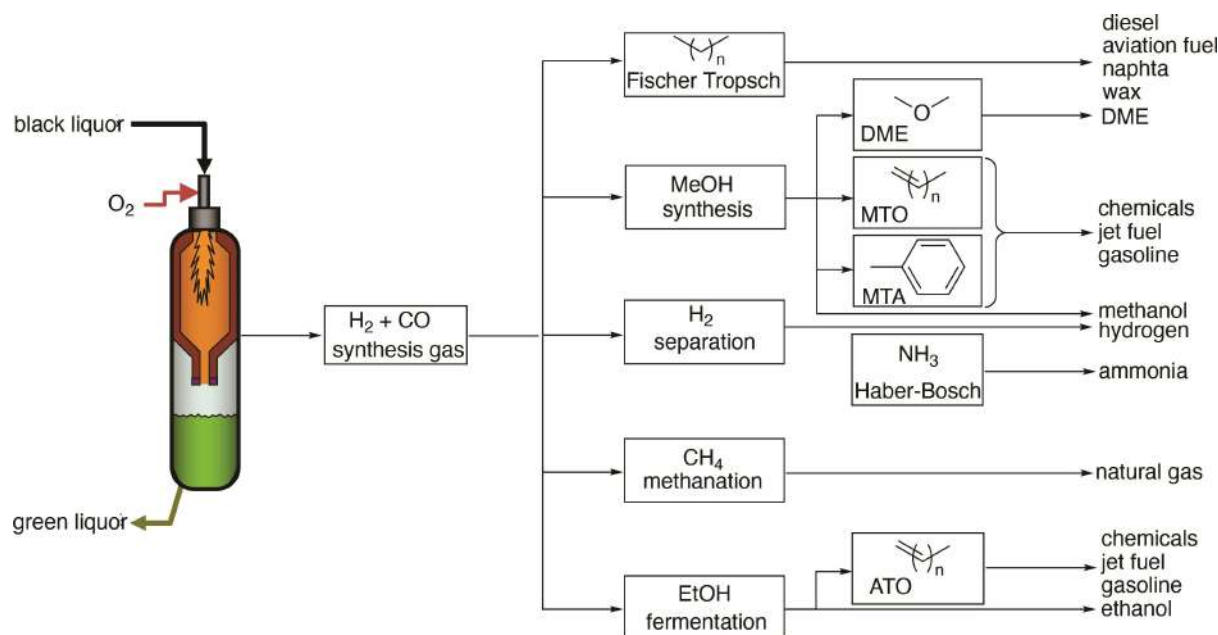 black liquor
O2
green liquor
H2 + CO
synthesis gas
n
Fischer Tropsch
MeOH
synthesis
H2
separation
CH4
methanation
EtOH
fermentation
O
DME
n
MTO
MTA
NH3
Haber-Bosch
n
ATO
diesel
aviation fuel
naphta
wax
DME
chemicals
jet fuel
gasoline
methanol
hydrogen
ammonia
natural gas
chemicals
jet fuel
gasoline
ethanol